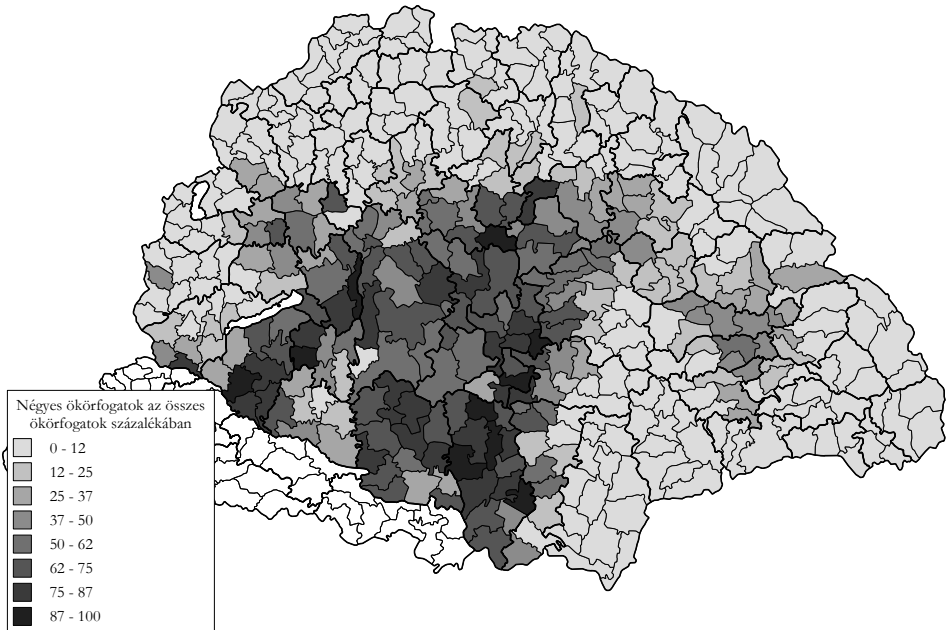 Négyes ökörfogatok az összes
ökörfogatok százalékában
0 - 12
12 - 25
25 - 37
37 - 50
50 - 62
62 - 75
75 - 87
87 - 100